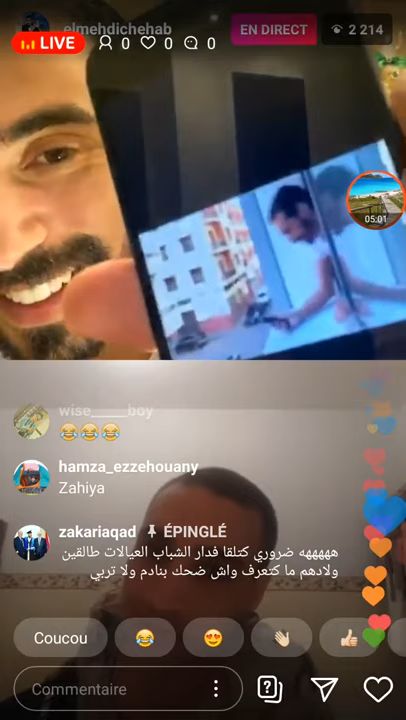 elmehdichehab
EN DIRECT
2 214
LIVE
0
0
0
05:01
wise_____boy
😂😂😂
hamza_ezzehouany
Zahiya
zakariaqad ÉPINGLÉ
هههههه ضروري كتلقا فدار الشباب العيالات طالقين
ولادهم ما كتعرف واش ضحك بنادم ولا تربي
Coucou
Commentaire